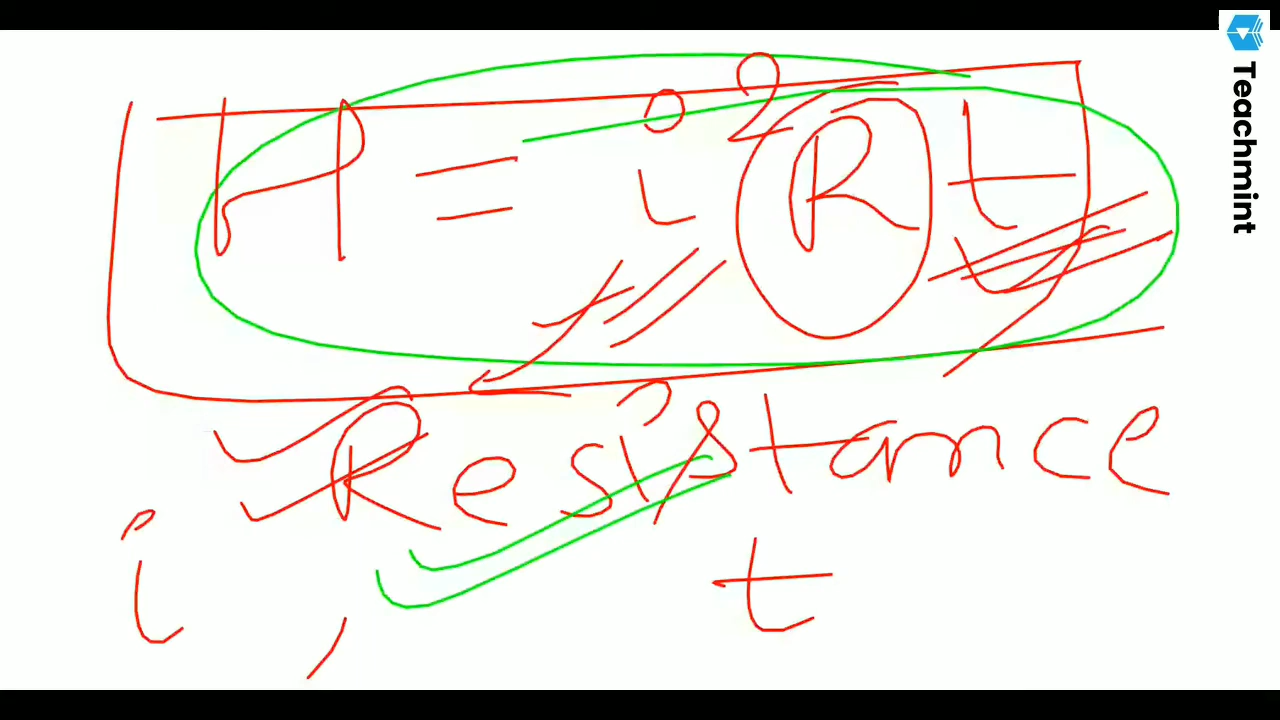 H = i²Rt
Resistance
i, t
Teachmint